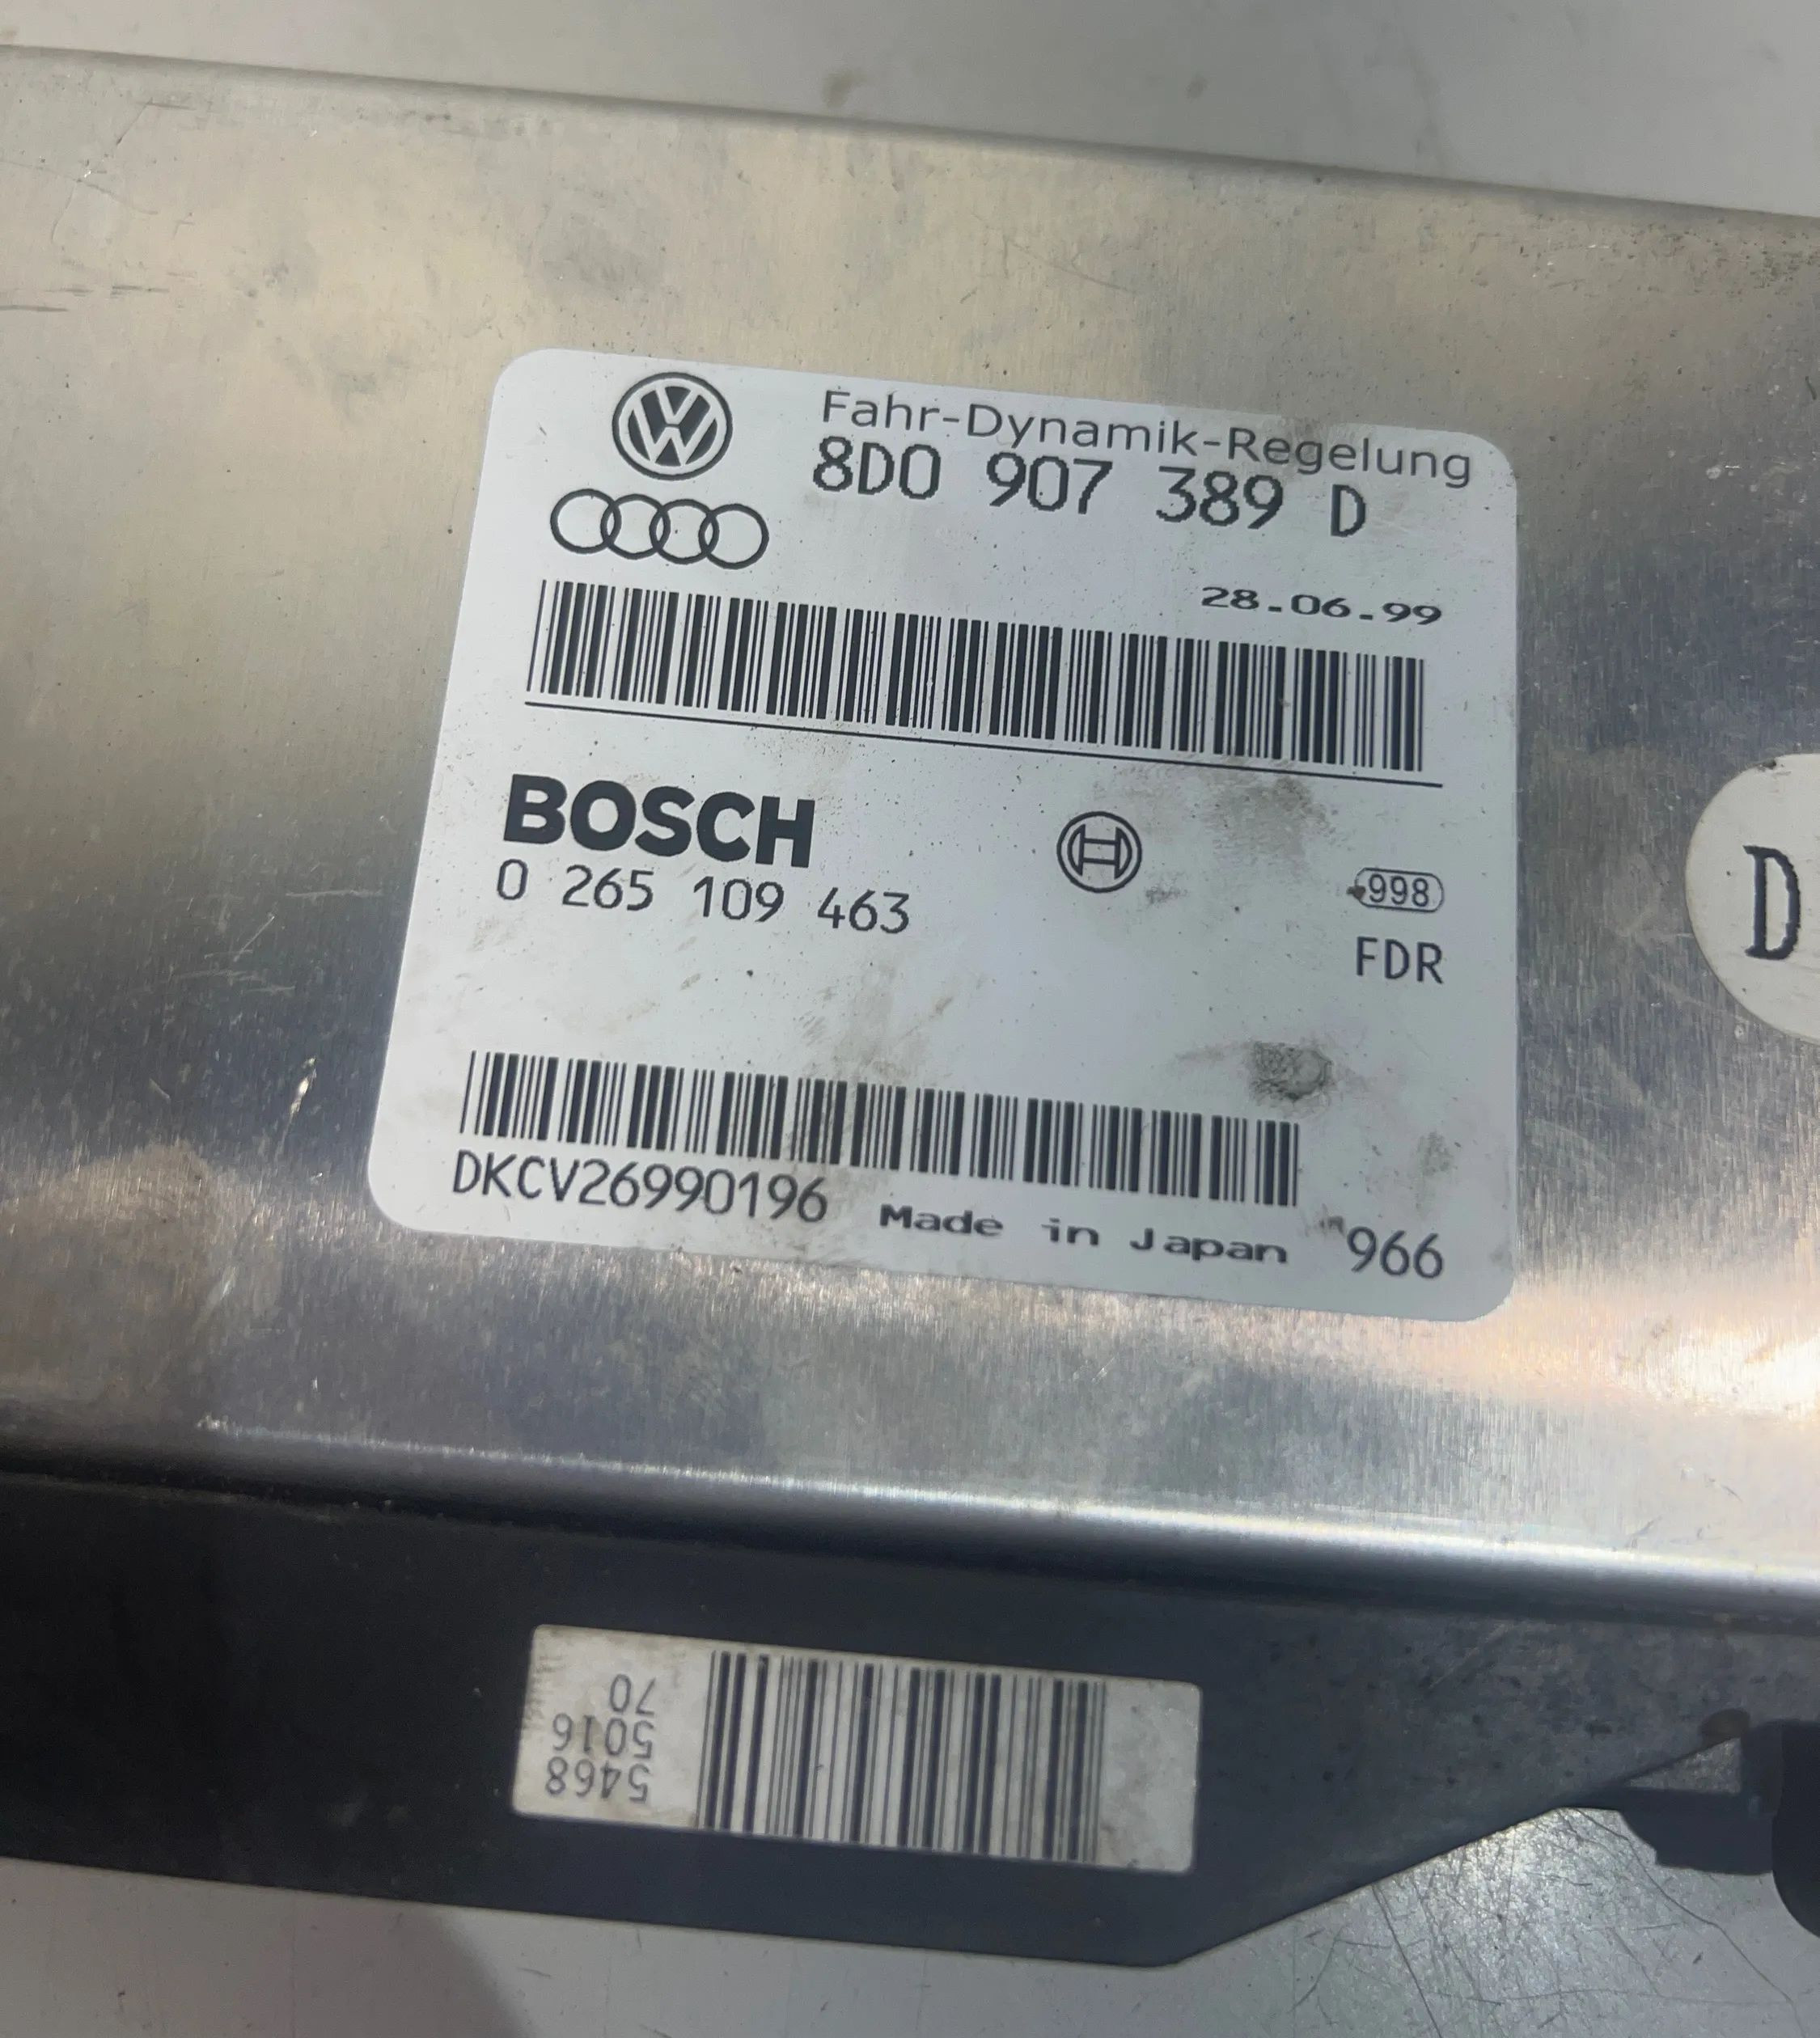 Fahr-Dynamik-Regelung
8D0 907 389 D
28.06.99
BOSCH
0 265 109 463
998
FDR
D
DKCV26990196 Made in Japan 966
5468
5016
70